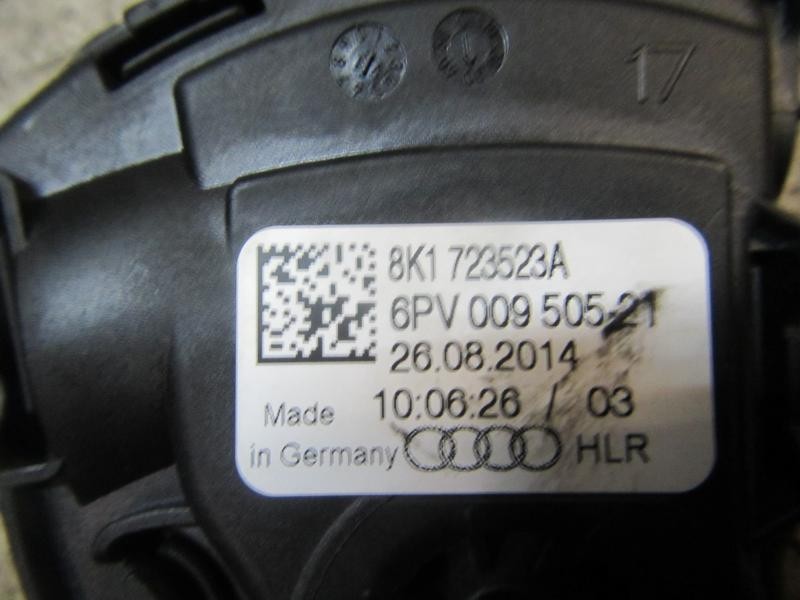 17
8K1 723523A
6PV 009 505-21
26.08.2014
10:06:26 / 03
Made
in Germany HLR